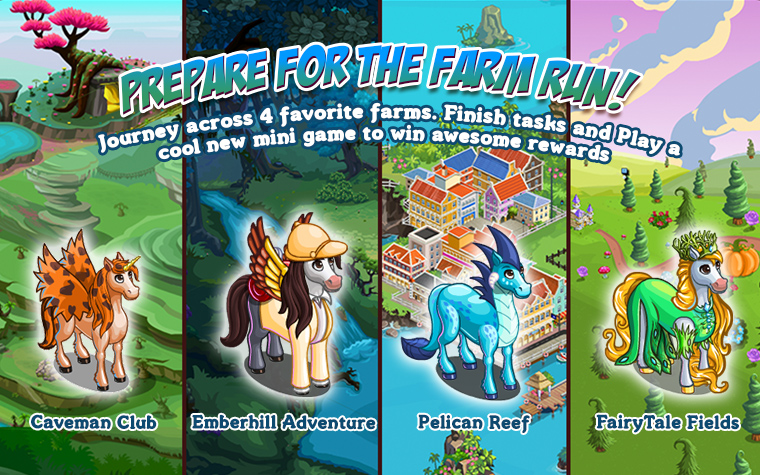 PREPARE FOR THE FARM RUN!
Journey across 4 favorite farms. Finish tasks and Play a
cool new mini game to win awesome rewards
Caveman Club
Emberhill Adventure
Pelican Reef
FairyTale Fields